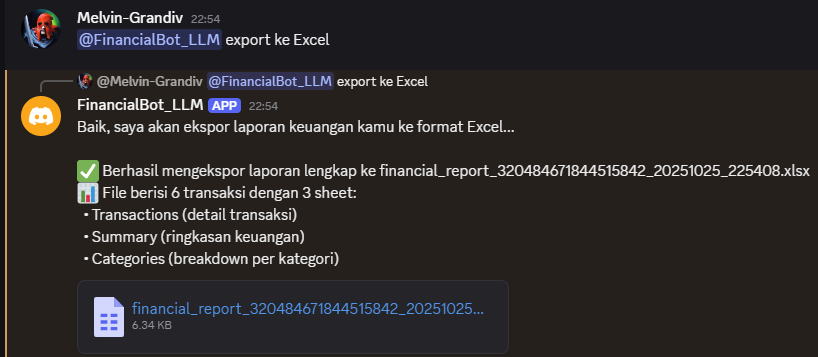 Melvin-Grandiv 22:54
@FinancialBot_LLM export ke Excel
@Melvin-Grandiv @FinancialBot_LLM export ke Excel
FinancialBot_LLM APP 22:54
Baik, saya akan ekspor laporan keuangan kamu ke format Excel...
✅ Berhasil mengekspor laporan lengkap ke financial_report_320484671844515842_20251025_225408.xlsx
📊 File berisi 6 transaksi dengan 3 sheet:
• Transactions (detail transaksi)
• Summary (ringkasan keuangan)
• Categories (breakdown per kategori)
financial_report_320484671844515842_20251025...
6.34 KB